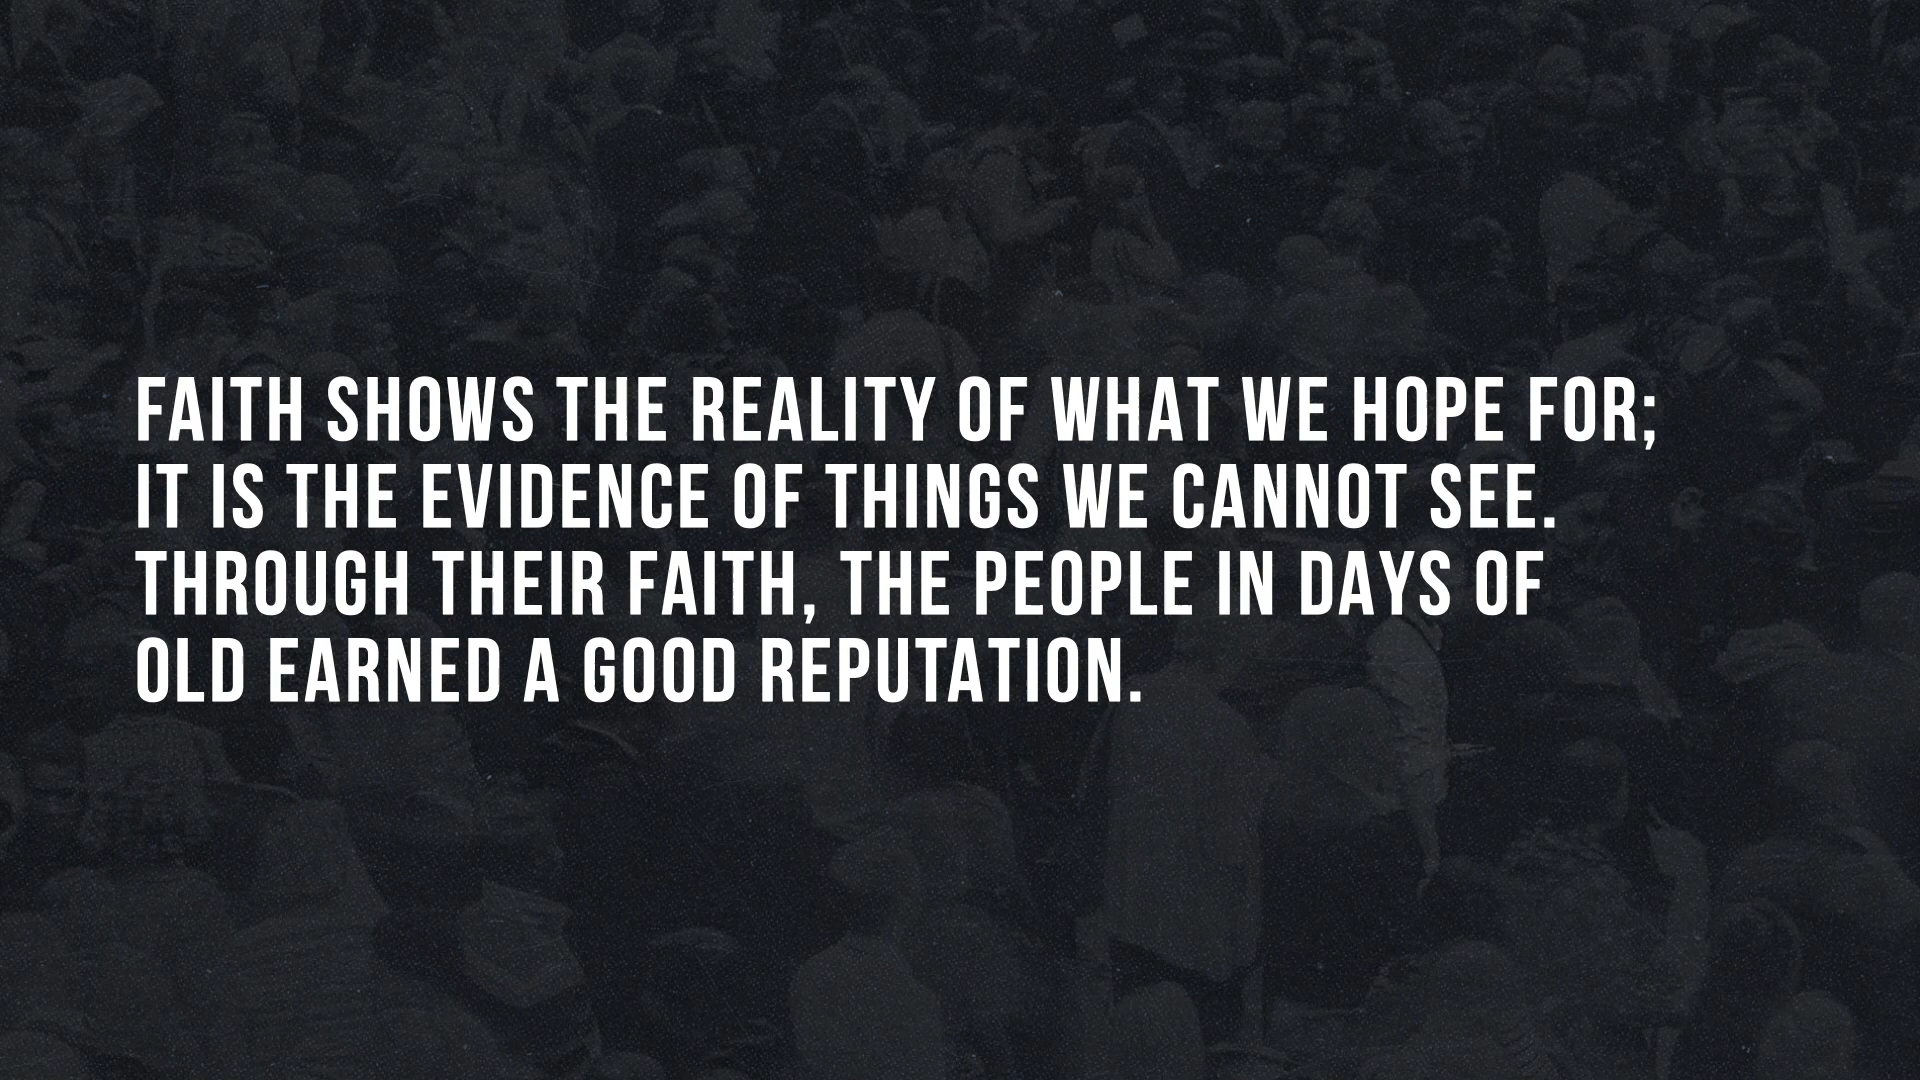 FAITH SHOWS THE REALITY OF WHAT WE HOPE FOR;
IT IS THE EVIDENCE OF THINGS WE CANNOT SEE.
THROUGH THEIR FAITH, THE PEOPLE IN DAYS OF
OLD EARNED A GOOD REPUTATION.